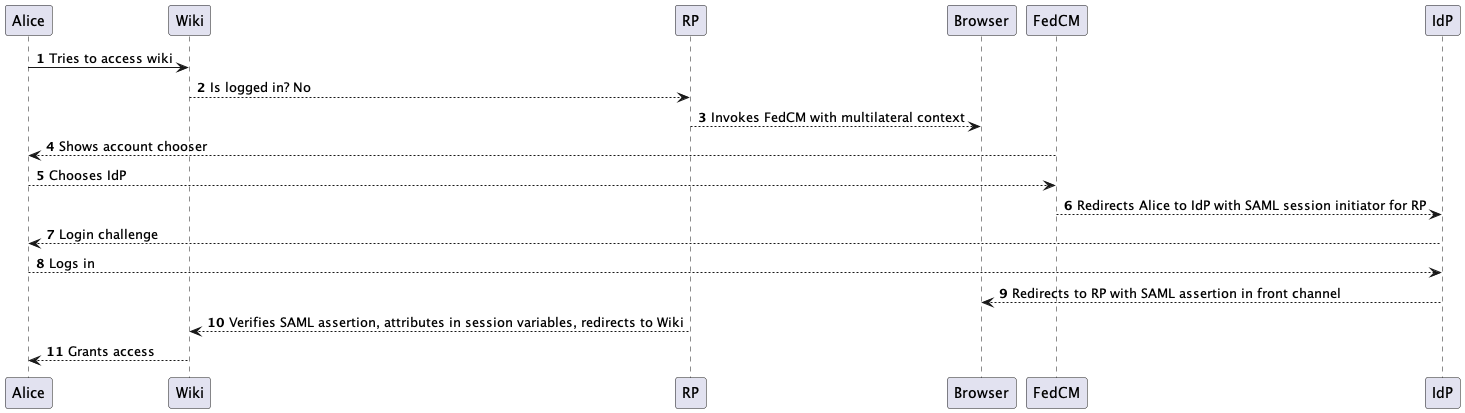 Alice Wiki RP Browser FedCM IdP
1 Tries to access wiki
2 Is logged in? No
3 Invokes FedCM with multilateral context
4 Shows account chooser
5 Chooses IdP
6 Redirects Alice to IdP with SAML session initiator for RP
7 Login challenge
8 Logs in
9 Redirects to RP with SAML assertion in front channel
10 Verifies SAML assertion, attributes in session variables, redirects to Wiki
11 Grants access
Alice Wiki RP Browser FedCM IdP